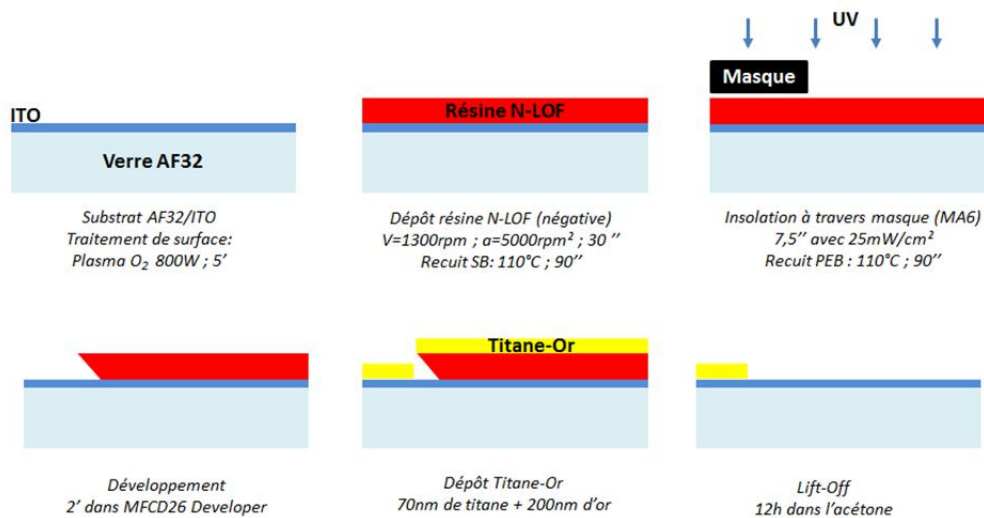 ITO
Verre AF32
Substrat AF32/ITO
Traitement de surface:
Plasma O₂ 800W ; 5’
Résine N-LOF
Dépôt résine N-LOF (négative)
V=1300rpm ; a=5000rpm² ; 30 ’’
Recuit SB: 110°C ; 90’’
UV
Masque
Insolation à travers masque (MA6)
7,5’’ avec 25mW/cm²
Recuit PEB : 110°C ; 90’’
Développement
2’ dans MFCD26 Developer
Titane-Or
Dépôt Titane-Or
70nm de titane + 200nm d’or
Lift-Off
12h dans l’acétone